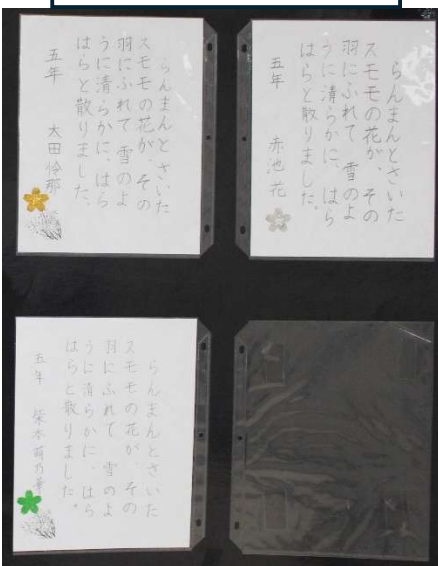 らんまんとさいた
スモモの花が、その
羽にふれて 雪のよ
うに清らかに、はら
はらと散りました。
五年 赤池 花
らんまんとさいた
スモモの花が、その
羽にふれて 雪のよ
うに清らかに、はら
はらと散りました。
五年 太田怜那
らんまんとさいた
スモモの花が、その
羽にふれて 雪のよ
うに清らかに、はら
はらと散りました。
五年